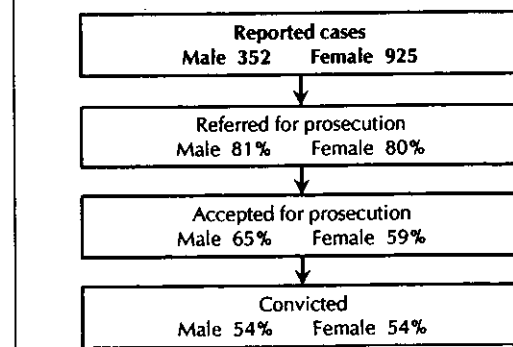 Reported cases
Male 352 Female 925
Referred for prosecution
Male 81% Female 80%
Accepted for prosecution
Male 65% Female 59%
Convicted
Male 54% Female 54%